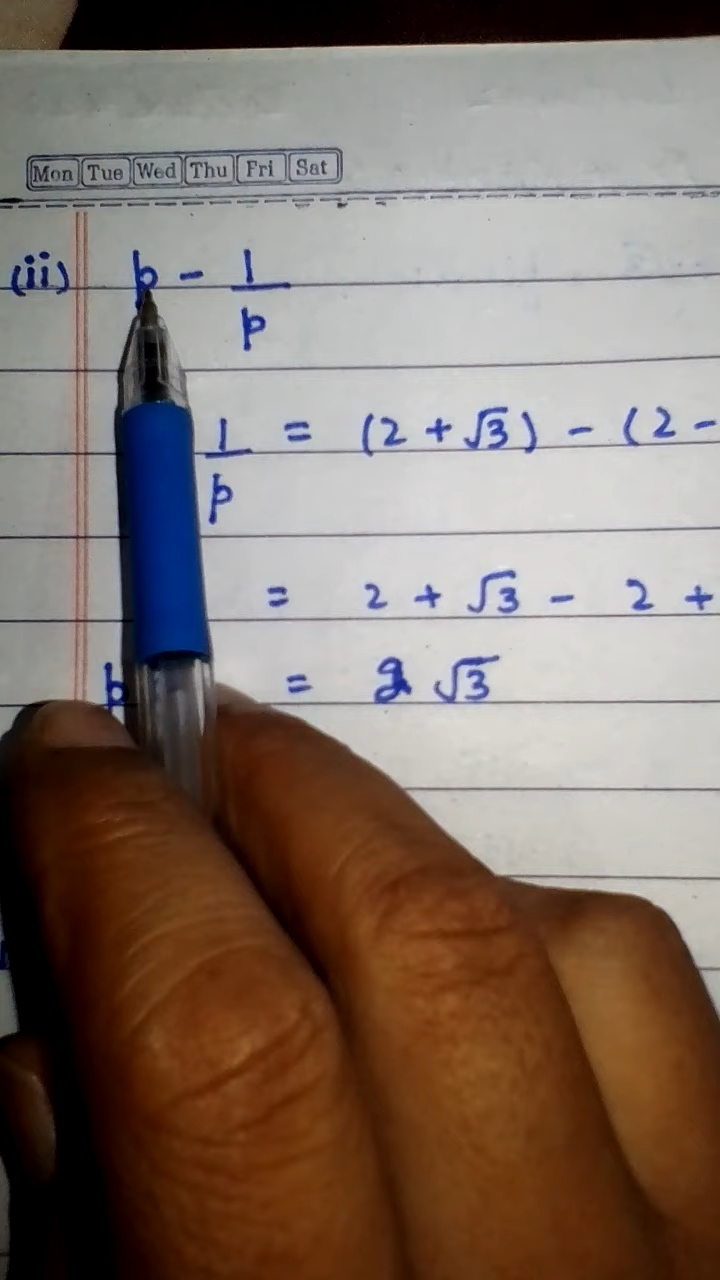 Mon Tue Wed Thu Fri Sat
(ii) p - 1/p
1/p = (2 + √3) - (2 -
= 2 + √3 - 2 +
p = 2 √3